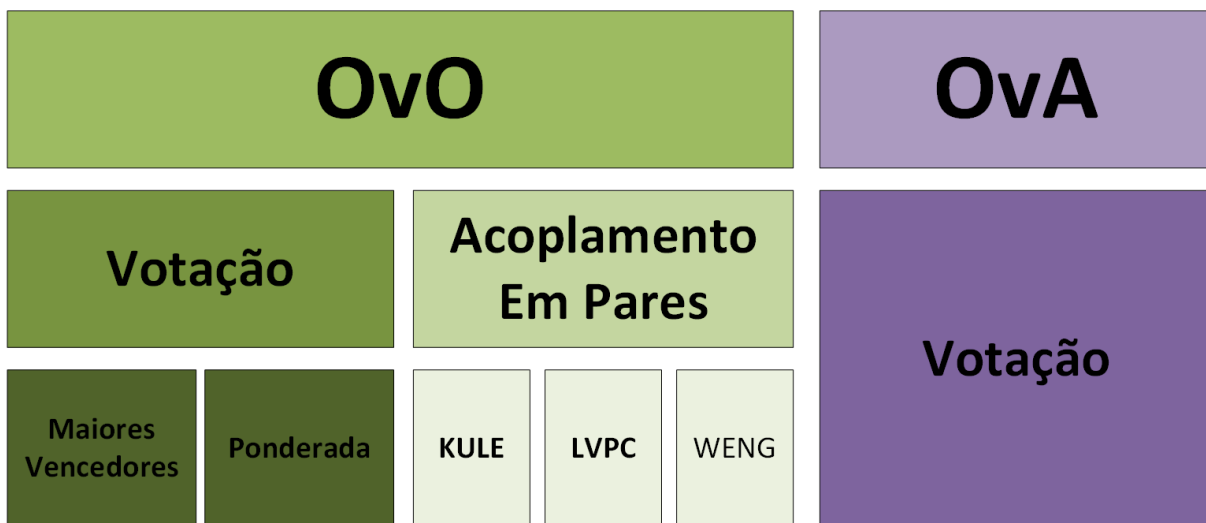 OvO
OvA
Votação
Acoplamento
Em Pares
Votação
Maiores
Vencedores
Ponderada
KULE
LVPC
WENG